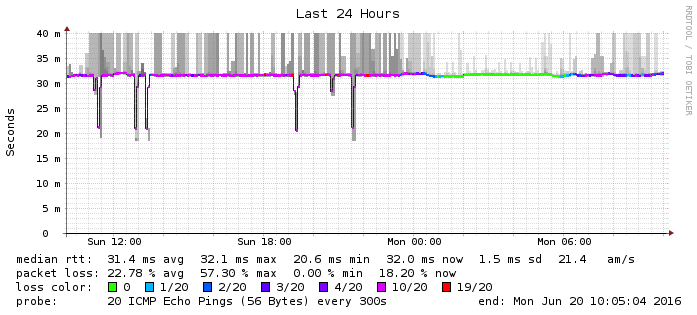 Last 24 Hours
RRDTOOL / TOBI OETIKER
Seconds
40 m
35 m
30 m
25 m
20 m
15 m
10 m
5 m
0
Sun 12:00 Sun 18:00 Mon 00:00 Mon 06:00
median rtt: 31.4 ms avg 32.1 ms max 20.6 ms min 32.0 ms now 1.5 ms sd 21.4 am/s
packet loss: 22.78 % avg 57.30 % max 0.00 % min 18.20 % now
loss color: 0 1/20 2/20 3/20 4/20 10/20 19/20
probe: 20 ICMP Echo Pings (56 Bytes) every 300s end: Mon Jun 20 10:05:04 2016